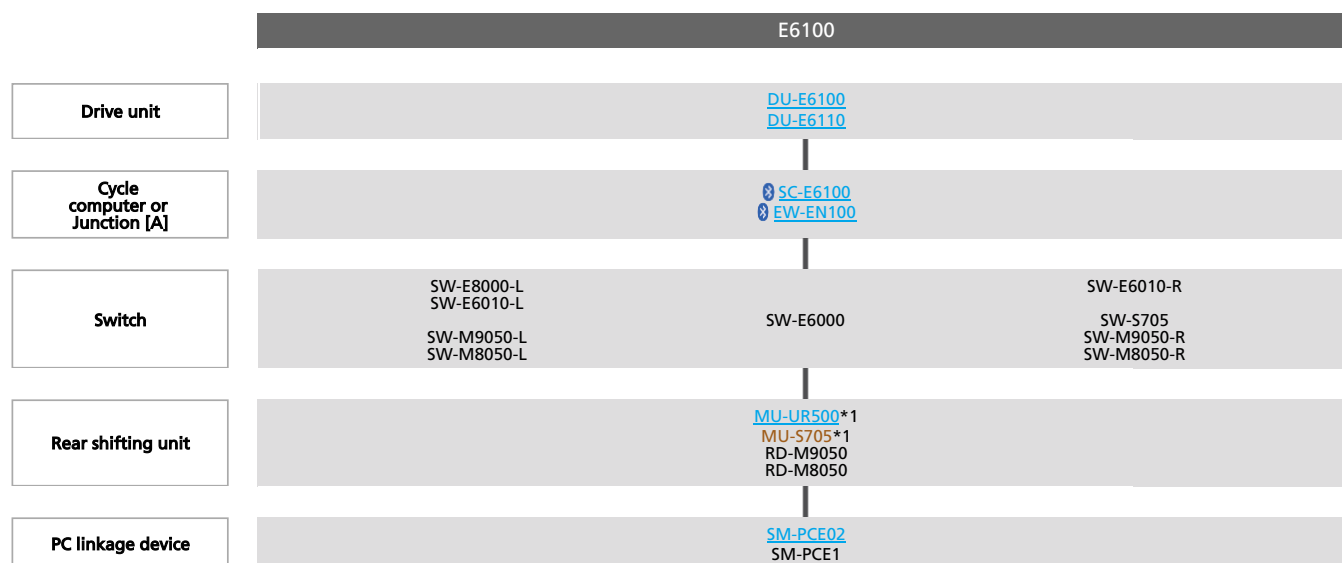 E6100
Drive unit
DU-E6100
DU-E6110
Cycle
computer or
Junction [A]
SC-E6100
EW-EN100
Switch
SW-E8000-L
SW-E6010-L
SW-M9050-L
SW-M8050-L
SW-E6000
SW-E6010-R
SW-S705
SW-M9050-R
SW-M8050-R
Rear shifting unit
MU-UR500*1
MU-S705*1
RD-M9050
RD-M8050
PC linkage device
SM-PCE02
SM-PCE1